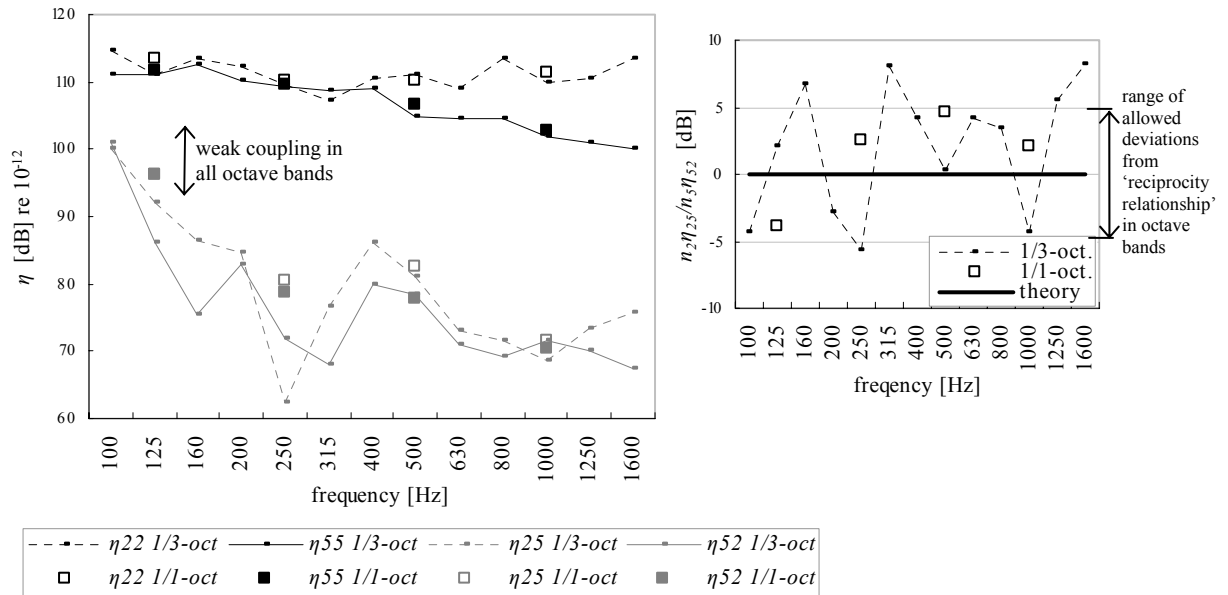 120
110
100
90
80
70
60
η [dB] re 10⁻¹²
weak coupling in
all octave bands
100
125
160
200
250
315
400
500
630
800
1000
1250
1600
frequency [Hz]
10
5
0
-5
-10
n₂η₂₅/n₅η₅₂ [dB]
1/3-oct.
1/1-oct.
theory
100
125
160
200
250
315
400
500
630
800
1000
1250
1600
freqency [Hz]
range of
allowed
deviations
from
‘reciprocity
relationship’
in octave
bands
η22 1/3-oct
η55 1/3-oct
η25 1/3-oct
η52 1/3-oct
η22 1/1-oct
η55 1/1-oct
η25 1/1-oct
η52 1/1-oct